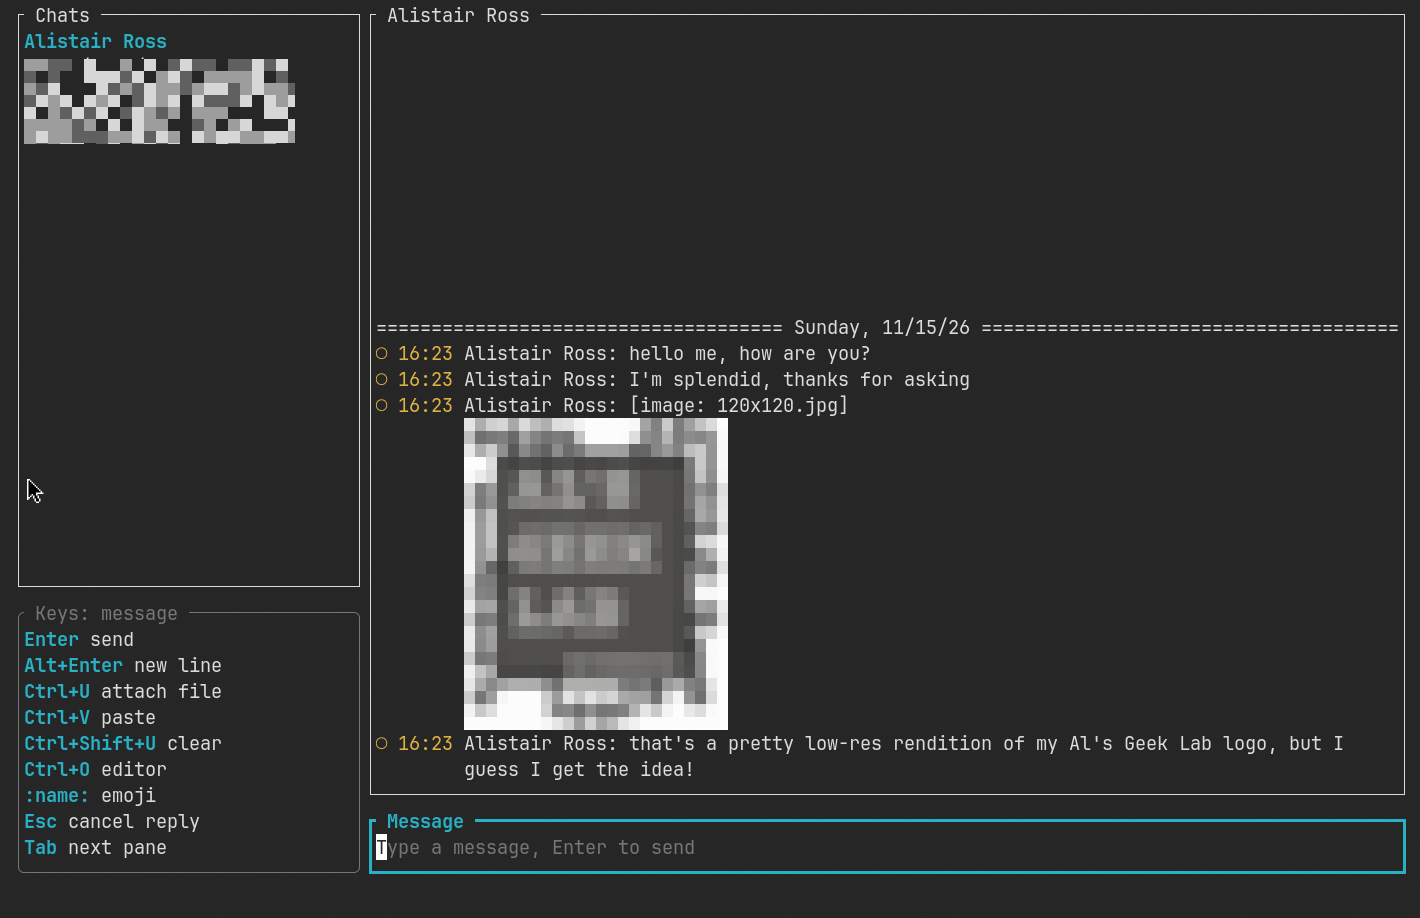 Chats
Alistair Ross
Alistair Ross
=====================================  Sunday, 11/15/26 ======================================
○ 16:23 Alistair Ross: hello me, how are you?
○ 16:23 Alistair Ross: I'm splendid, thanks for asking
○ 16:23 Alistair Ross: [image: 120x120.jpg]
○ 16:23 Alistair Ross: that's a pretty low-res rendition of my Al's Geek Lab logo, but I
guess I get the idea!
Keys: message
Enter send
Alt+Enter new line
Ctrl+U attach file
Ctrl+V paste
Ctrl+Shift+U clear
Ctrl+O editor
:name: emoji
Esc cancel reply
Tab next pane
Message
Type a message, Enter to send